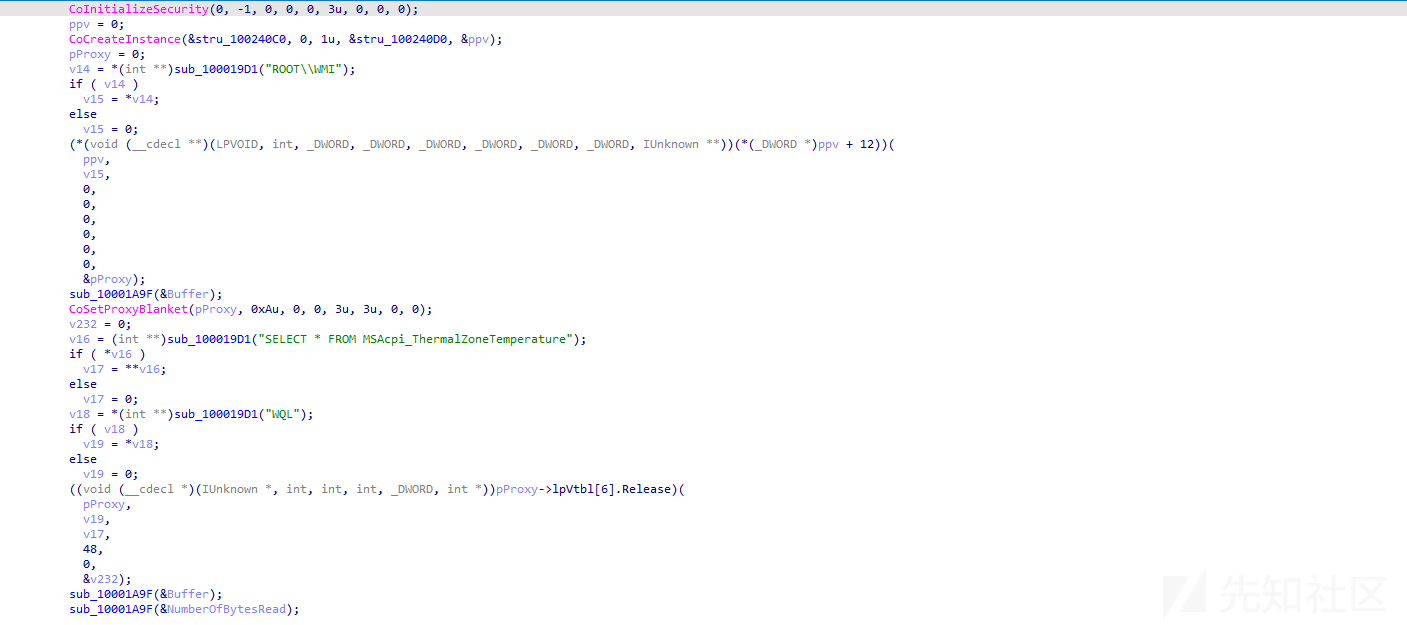 CoInitializeSecurity(0, -1, 0, 0, 0, 3u, 0, 0, 0);
ppv = 0;
CoCreateInstance(&stru_100240C0, 0, 1u, &stru_100240D0, &ppv);
pProxy = 0;
v14 = *(int **)sub_100019D1("ROOT\\WMI");
if ( v14 )
  v15 = *v14;
else
  v15 = 0;
(*(void (__cdecl **)(LPVOID, int, _DWORD, _DWORD, _DWORD, _DWORD, _DWORD, _DWORD, IUnknown **))(*(_DWORD *)ppv + 12))(
  ppv,
  v15,
  0,
  0,
  0,
  0,
  0,
  0,
  &pProxy);
sub_10001A9F(&Buffer);
CoSetProxyBlanket(pProxy, 0xAu, 0, 0, 3u, 3u, 0, 0);
v232 = 0;
v16 = (int **)sub_100019D1("SELECT * FROM MSAcpi_ThermalZoneTemperature");
if ( *v16 )
  v17 = **v16;
else
  v17 = 0;
v18 = *(int **)sub_100019D1("WQL");
if ( v18 )
  v19 = *v18;
else
  v19 = 0;
((void (__cdecl *)(IUnknown *, int, int, int, _DWORD, int *))pProxy->lpVtbl[6].Release)(
  pProxy,
  v19,
  v17,
  48,
  0,
  &v232);
sub_10001A9F(&Buffer);
sub_10001A9F(&NumberOfBytesRead);
先知社区